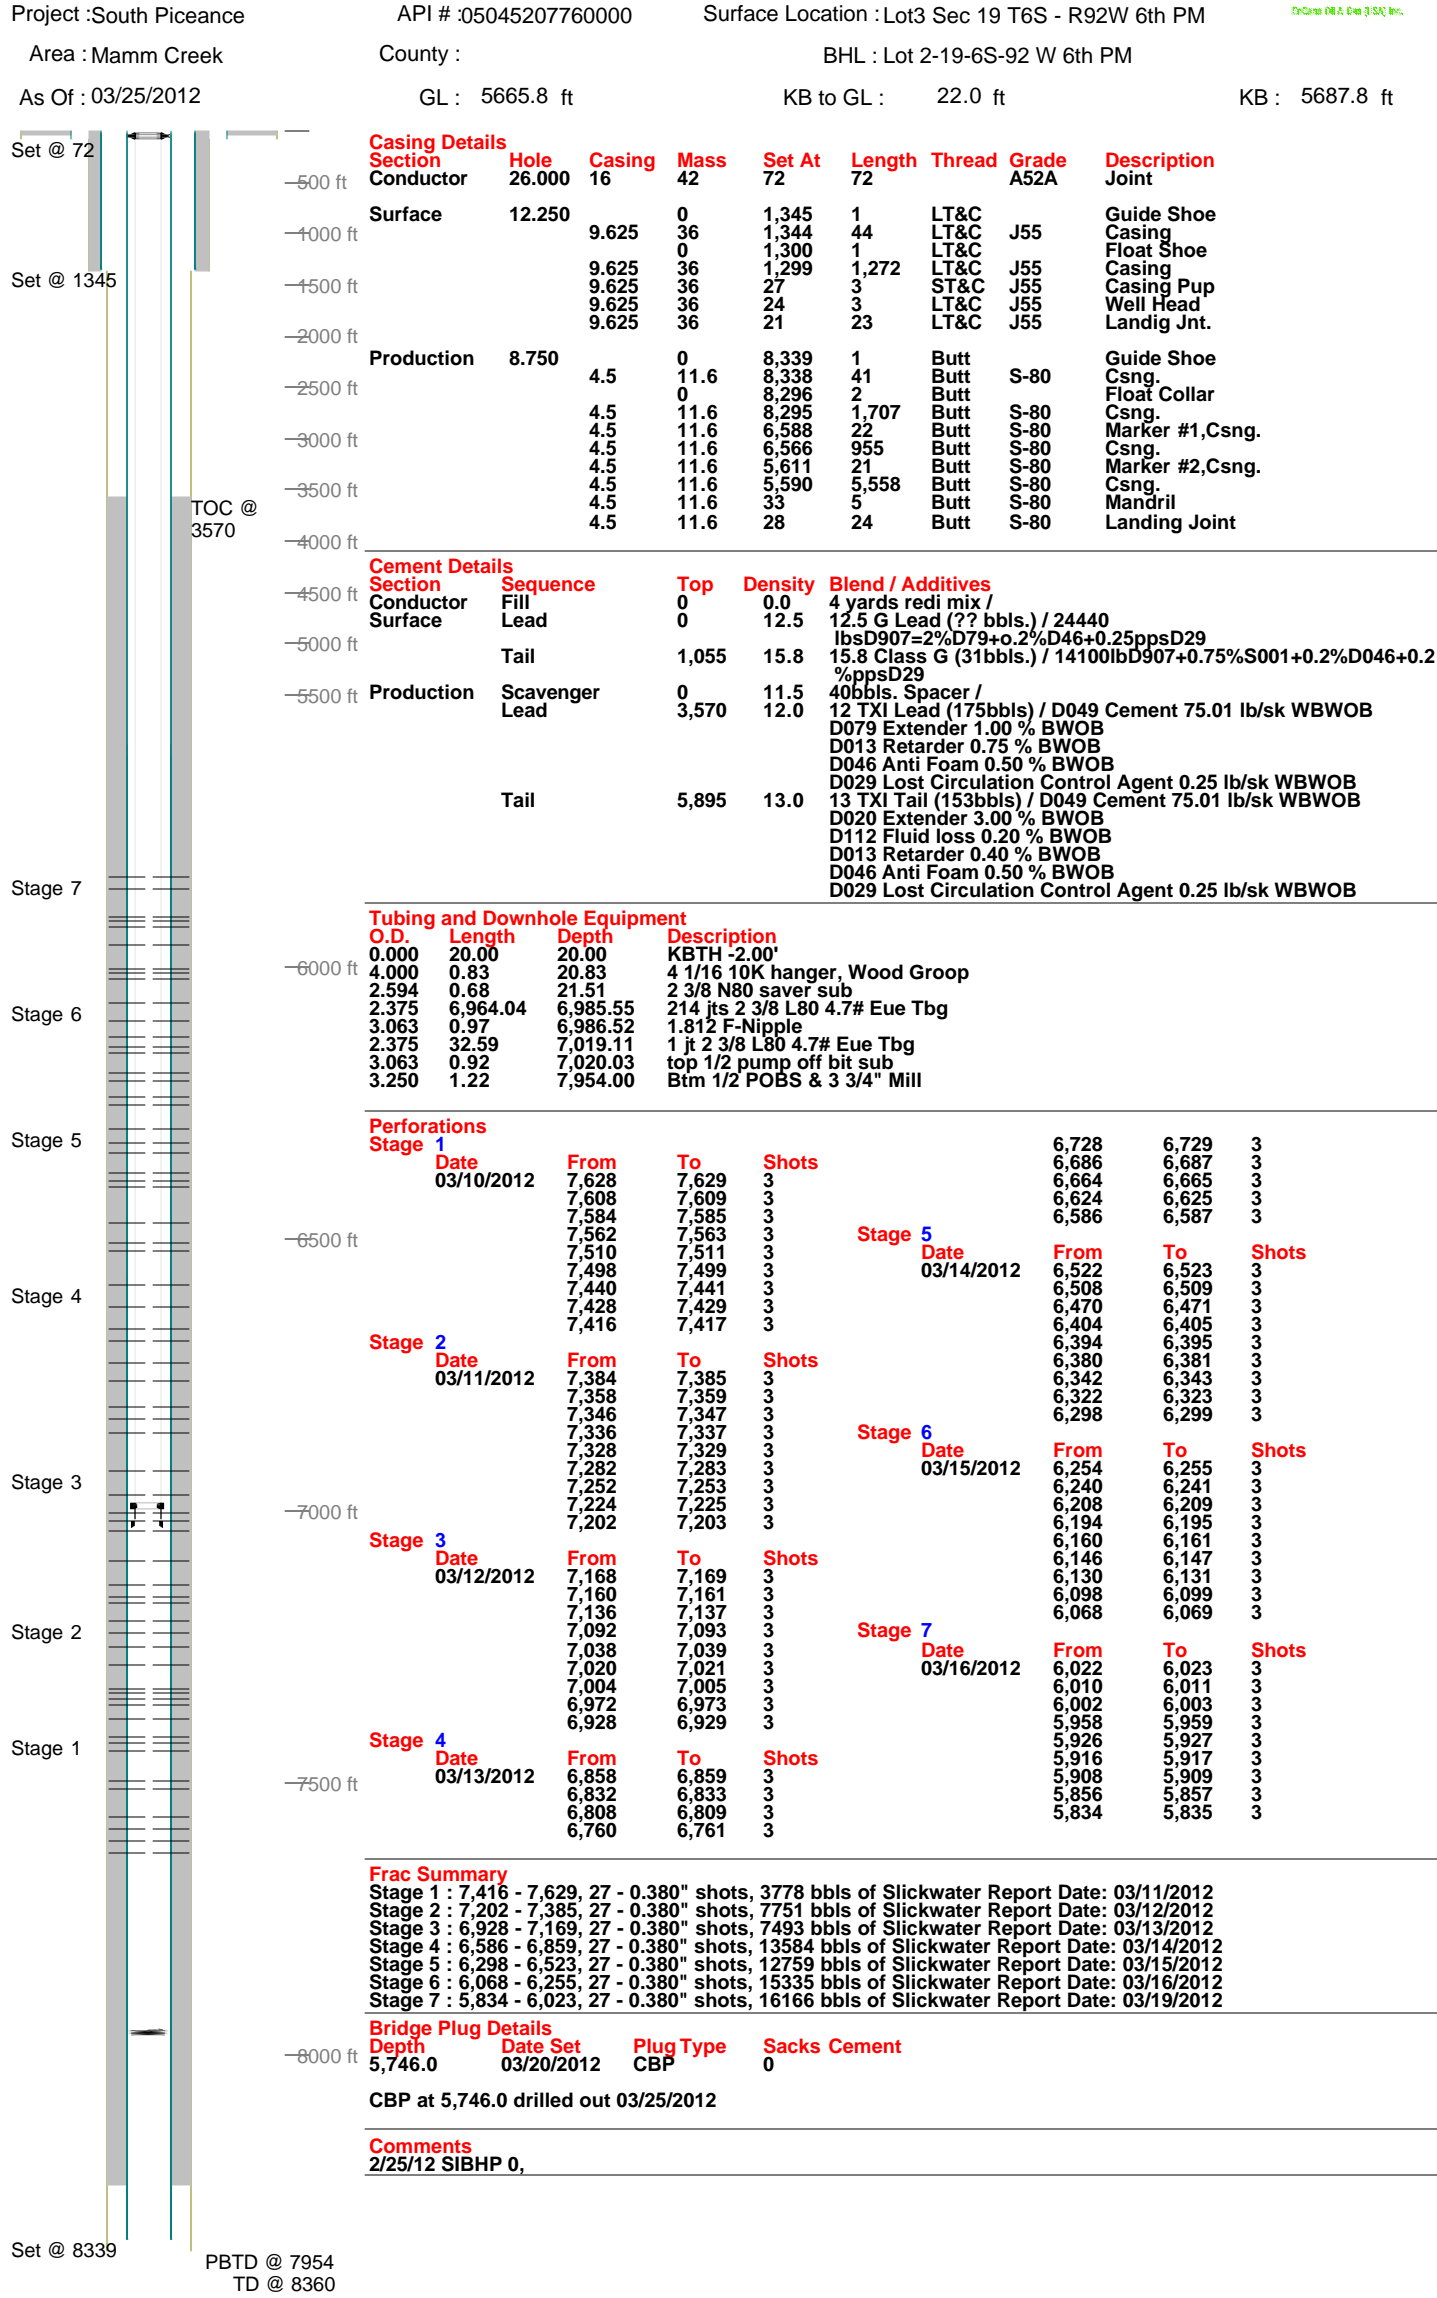 Project :South Piceance API # :05045207760000 Surface Location : Lot3 Sec 19 T6S - R92W 6th PM
Area : Mamm Creek County : BHL : Lot 2-19-6S-92 W 6th PM
As Of : 03/25/2012 GL : 5665.8 ft KB to GL : 22.0 ft KB : 5687.8 ft
Set @ 72
Set @ 1345
TOC @
3570
Stage 7
Stage 6
Stage 5
Stage 4
Stage 3
Stage 2
Stage 1
Set @ 8339
PBTD @ 7954
TD @ 8360
500 ft
1000 ft
1500 ft
2000 ft
2500 ft
3000 ft
3500 ft
4000 ft
4500 ft
5000 ft
5500 ft
6000 ft
6500 ft
7000 ft
7500 ft
8000 ft
Casing Details
Section Hole Casing Mass Set At Length Thread Grade Description
Conductor 26.000 16 42 72 72 A52A Joint
Surface 12.250 0 1,345 1 LT&C Guide Shoe
9.625 36 1,344 44 LT&C J55 Casing
0 1,300 1 LT&C Float Shoe
9.625 36 1,299 1,272 LT&C J55 Casing
9.625 36 27 3 ST&C J55 Casing Pup
9.625 36 24 3 LT&C J55 Well Head
9.625 36 21 23 LT&C J55 Landig Jnt.
Production 8.750 0 8,339 1 Butt Guide Shoe
4.5 11.6 8,338 41 Butt S-80 Csng.
0 8,296 2 Butt Float Collar
4.5 11.6 8,295 1,707 Butt S-80 Csng.
4.5 11.6 6,588 22 Butt S-80 Marker #1,Csng.
4.5 11.6 6,566 955 Butt S-80 Csng.
4.5 11.6 5,611 21 Butt S-80 Marker #2,Csng.
4.5 11.6 5,590 5,558 Butt S-80 Csng.
4.5 11.6 33 5 Butt S-80 Mandril
4.5 11.6 28 24 Butt S-80 Landing Joint
Cement Details
Section Sequence Top Density Blend / Additives
Conductor Fill 0 0.0 4 yards redi mix /
Surface Lead 0 12.5 12.5 G Lead (?? bbls.) / 24440
lbsD907=2%D79+o.2%D46+0.25ppsD29
Tail 1,055 15.8 15.8 Class G (31bbls.) / 14100lbD907+0.75%S001+0.2%D046+0.2
%ppsD29
Production Scavenger 0 11.5 40bbls. Spacer /
Lead 3,570 12.0 12 TXI Lead (175bbls) / D049 Cement 75.01 lb/sk WBWOB
D079 Extender 1.00 % BWOB
D013 Retarder 0.75 % BWOB
D046 Anti Foam 0.50 % BWOB
D029 Lost Circulation Control Agent 0.25 lb/sk WBWOB
Tail 5,895 13.0 13 TXI Tail (153bbls) / D049 Cement 75.01 lb/sk WBWOB
D020 Extender 3.00 % BWOB
D112 Fluid loss 0.20 % BWOB
D013 Retarder 0.40 % BWOB
D046 Anti Foam 0.50 % BWOB
D029 Lost Circulation Control Agent 0.25 lb/sk WBWOB
Tubing and Downhole Equipment
O.D. Length Depth Description
0.000 20.00 20.00 KBTH -2.00'
4.000 0.83 20.83 4 1/16 10K hanger, Wood Groop
2.594 0.68 21.51 2 3/8 N80 saver sub
2.375 6,964.04 6,985.55 214 jts 2 3/8 L80 4.7# Eue Tbg
3.063 0.97 6,986.52 1.812 F-Nipple
2.375 32.59 7,019.11 1 jt 2 3/8 L80 4.7# Eue Tbg
3.063 0.92 7,020.03 top 1/2 pump off bit sub
3.250 1.22 7,954.00 Btm 1/2 POBS & 3 3/4" Mill
Perforations
Stage 1
Date From To Shots
03/10/2012 7,628 7,629 3
7,608 7,609 3
7,584 7,585 3
7,562 7,563 3
7,510 7,511 3
7,498 7,499 3
7,440 7,441 3
7,428 7,429 3
7,416 7,417 3
Stage 2
Date From To Shots
03/11/2012 7,384 7,385 3
7,358 7,359 3
7,346 7,347 3
7,336 7,337 3
7,328 7,329 3
7,282 7,283 3
7,252 7,253 3
7,224 7,225 3
7,202 7,203 3
Stage 3
Date From To Shots
03/12/2012 7,168 7,169 3
7,160 7,161 3
7,136 7,137 3
7,092 7,093 3
7,038 7,039 3
7,020 7,021 3
7,004 7,005 3
6,972 6,973 3
6,928 6,929 3
Stage 4
Date From To Shots
03/13/2012 6,858 6,859 3
6,832 6,833 3
6,808 6,809 3
6,760 6,761 3
6,728 6,729 3
6,686 6,687 3
6,664 6,665 3
6,624 6,625 3
6,586 6,587 3
Stage 5
Date From To Shots
03/14/2012 6,522 6,523 3
6,508 6,509 3
6,470 6,471 3
6,404 6,405 3
6,394 6,395 3
6,380 6,381 3
6,342 6,343 3
6,322 6,323 3
6,298 6,299 3
Stage 6
Date From To Shots
03/15/2012 6,254 6,255 3
6,240 6,241 3
6,208 6,209 3
6,194 6,195 3
6,160 6,161 3
6,146 6,147 3
6,130 6,131 3
6,098 6,099 3
6,068 6,069 3
Stage 7
Date From To Shots
03/16/2012 6,022 6,023 3
6,010 6,011 3
6,002 6,003 3
5,958 5,959 3
5,926 5,927 3
5,916 5,917 3
5,908 5,909 3
5,856 5,857 3
5,834 5,835 3
Frac Summary
Stage 1 : 7,416 - 7,629, 27 - 0.380" shots, 3778 bbls of Slickwater Report Date: 03/11/2012
Stage 2 : 7,202 - 7,385, 27 - 0.380" shots, 7751 bbls of Slickwater Report Date: 03/12/2012
Stage 3 : 6,928 - 7,169, 27 - 0.380" shots, 7493 bbls of Slickwater Report Date: 03/13/2012
Stage 4 : 6,586 - 6,859, 27 - 0.380" shots, 13584 bbls of Slickwater Report Date: 03/14/2012
Stage 5 : 6,298 - 6,523, 27 - 0.380" shots, 12759 bbls of Slickwater Report Date: 03/15/2012
Stage 6 : 6,068 - 6,255, 27 - 0.380" shots, 15335 bbls of Slickwater Report Date: 03/16/2012
Stage 7 : 5,834 - 6,023, 27 - 0.380" shots, 16166 bbls of Slickwater Report Date: 03/19/2012
Bridge Plug Details
Depth Date Set Plug Type Sacks Cement
5,746.0 03/20/2012 CBP 0
CBP at 5,746.0 drilled out 03/25/2012
Comments
2/25/12 SIBHP 0,